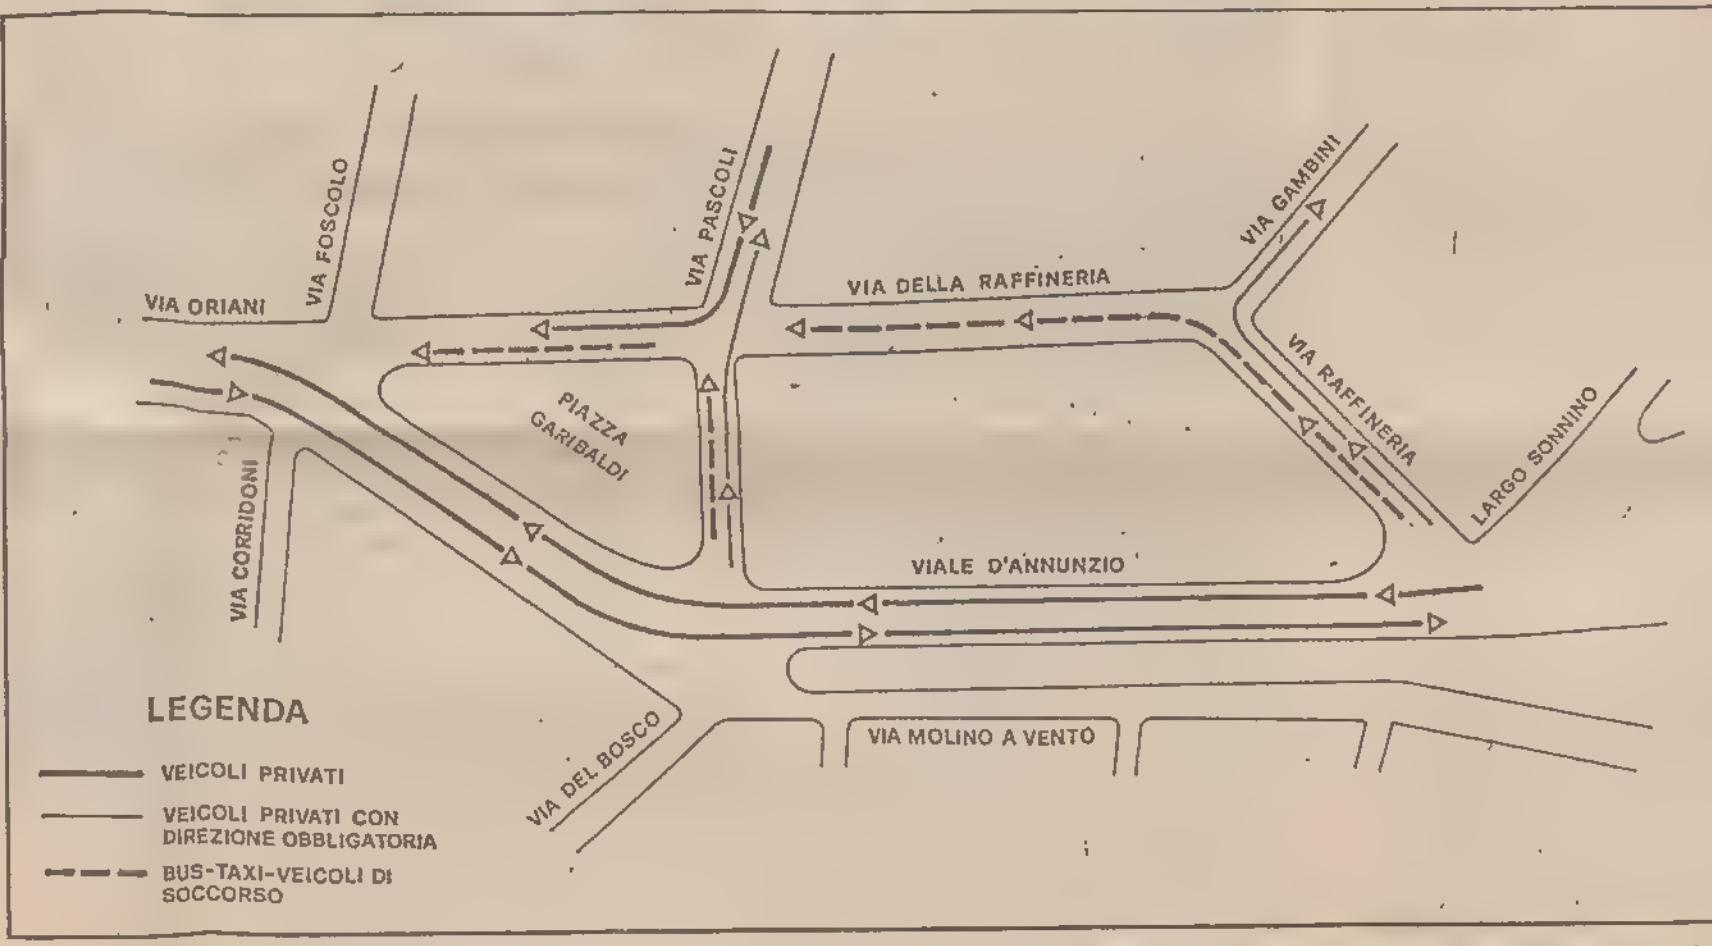 VIA ORIANI
VIA FOSCOLO
VIA PASCOLI
VIA DELLA RAFFINERIA
VIA GAMBINI
VIA RAFFINERIA
LARGO SONNINO
PIAZZA
GARIBALDI
VIA CORRIDONI
VIALE D'ANNUNZIO
VIA DEL BOSCO
VIA MOLINO A VENTO
LEGENDA
VEICOLI PRIVATI
VEICOLI PRIVATI CON
DIREZIONE OBBLIGATORIA
BUS-TAXI-VEICOLI DI
SOCCORSO